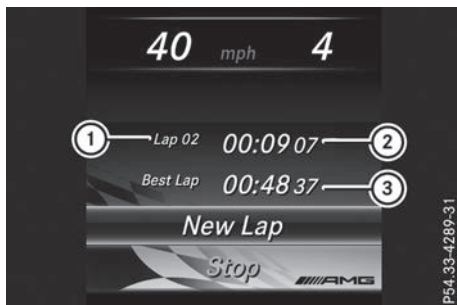 40 mph 4
1 Lap 02 00:09 07 2
Best Lap 00:48 37 3
New Lap
Stop
AMG
P54.33-4289-31